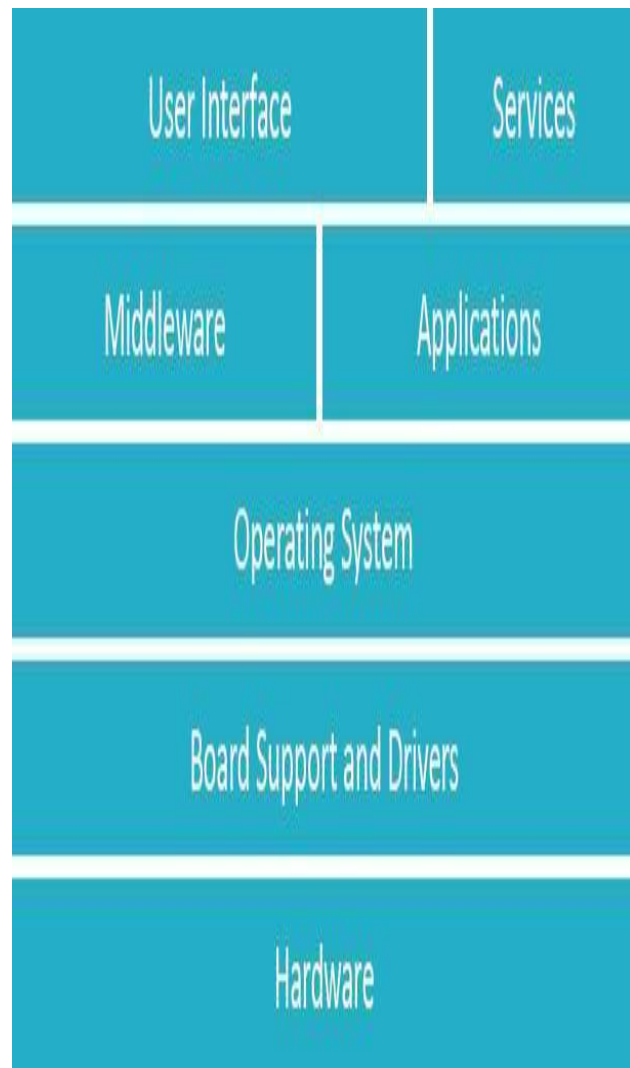 User Interface
Services
Middleware
Applications
Operating System
Board Support and Drivers
Hardware